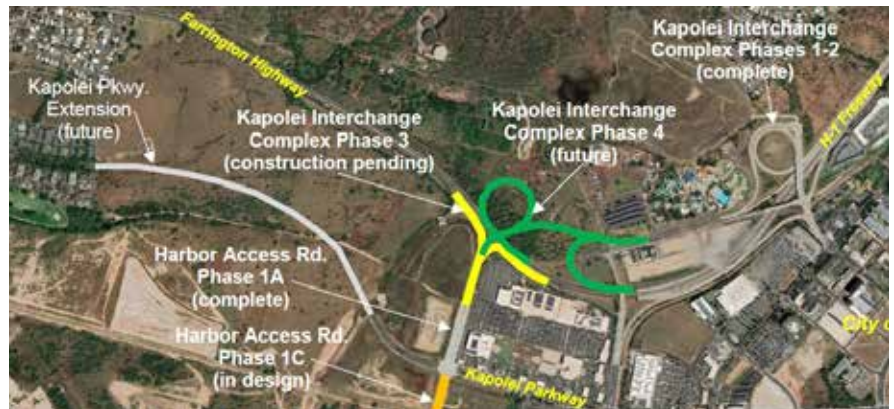 Farrington Highway
Kapolei Interchange
Complex Phases 1-2
(complete)
Kapolei Pkwy.
Extension
(future)
Kapolei Interchange
Complex Phase 3
(construction pending)
Kapolei Interchange
Complex Phase 4
(future)
H-1 Freeway
Harbor Access Rd.
Phase 1A
(complete)
Harbor Access Rd.
Phase 1C
(in design)
Kapolei Parkway
City